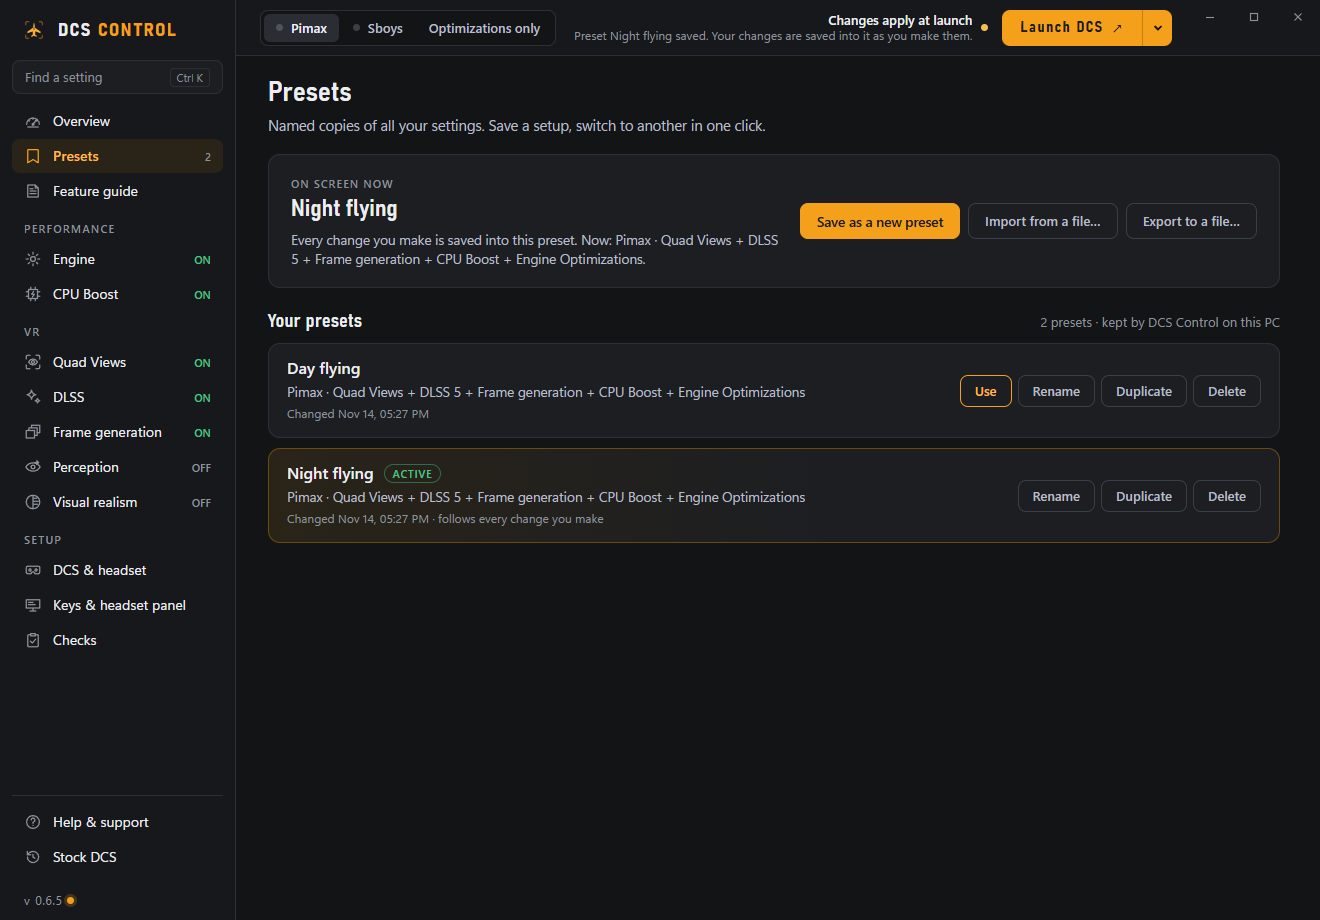 DCS CONTROL
Find a setting
Ctrl K
Overview
Presets
2
Feature guide
PERFORMANCE
Engine
ON
CPU Boost
ON
VR
Quad Views
ON
DLSS
ON
Frame generation
ON
Perception
OFF
Visual realism
OFF
SETUP
DCS & headset
Keys & headset panel
Checks
Help & support
Stock DCS
v 0.6.5
Pimax
Sboys
Optimizations only
Changes apply at launch
Preset Night flying saved. Your changes are saved into it as you make them.
Launch DCS ↗
Presets
Named copies of all your settings. Save a setup, switch to another in one click.
ON SCREEN NOW
Night flying
Every change you make is saved into this preset. Now: Pimax · Quad Views + DLSS
5 + Frame generation + CPU Boost + Engine Optimizations.
Save as a new preset
Import from a file...
Export to a file...
Your presets
2 presets · kept by DCS Control on this PC
Day flying
Pimax · Quad Views + DLSS 5 + Frame generation + CPU Boost + Engine Optimizations
Changed Nov 14, 05:27 PM
Use
Rename
Duplicate
Delete
Night flying
ACTIVE
Pimax · Quad Views + DLSS 5 + Frame generation + CPU Boost + Engine Optimizations
Changed Nov 14, 05:27 PM · follows every change you make
Rename
Duplicate
Delete